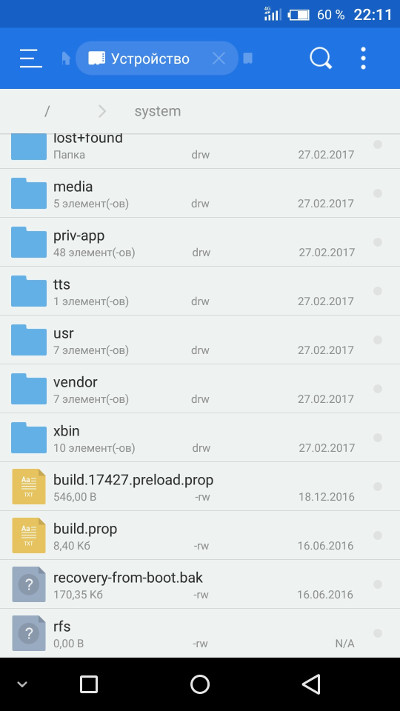 4G 60 % 22:11
Устройство
/ system
lost+found
Папка drw 27.02.2017
media
5 элемент(-ов) drw 27.02.2017
priv-app
48 элемент(-ов) drw 27.02.2017
tts
1 элемент(-ов) drw 27.02.2017
usr
7 элемент(-ов) drw 27.02.2017
vendor
7 элемент(-ов) drw 27.02.2017
xbin
10 элемент(-ов) drw 27.02.2017
Aa TXT
build.17427.preload.prop
546,00 B -rw 18.12.2016
Aa TXT
build.prop
8,40 Кб -rw 16.06.2016
?
recovery-from-boot.bak
170,35 Кб -rw 16.06.2016
?
rfs
0,00 B -rw N/A